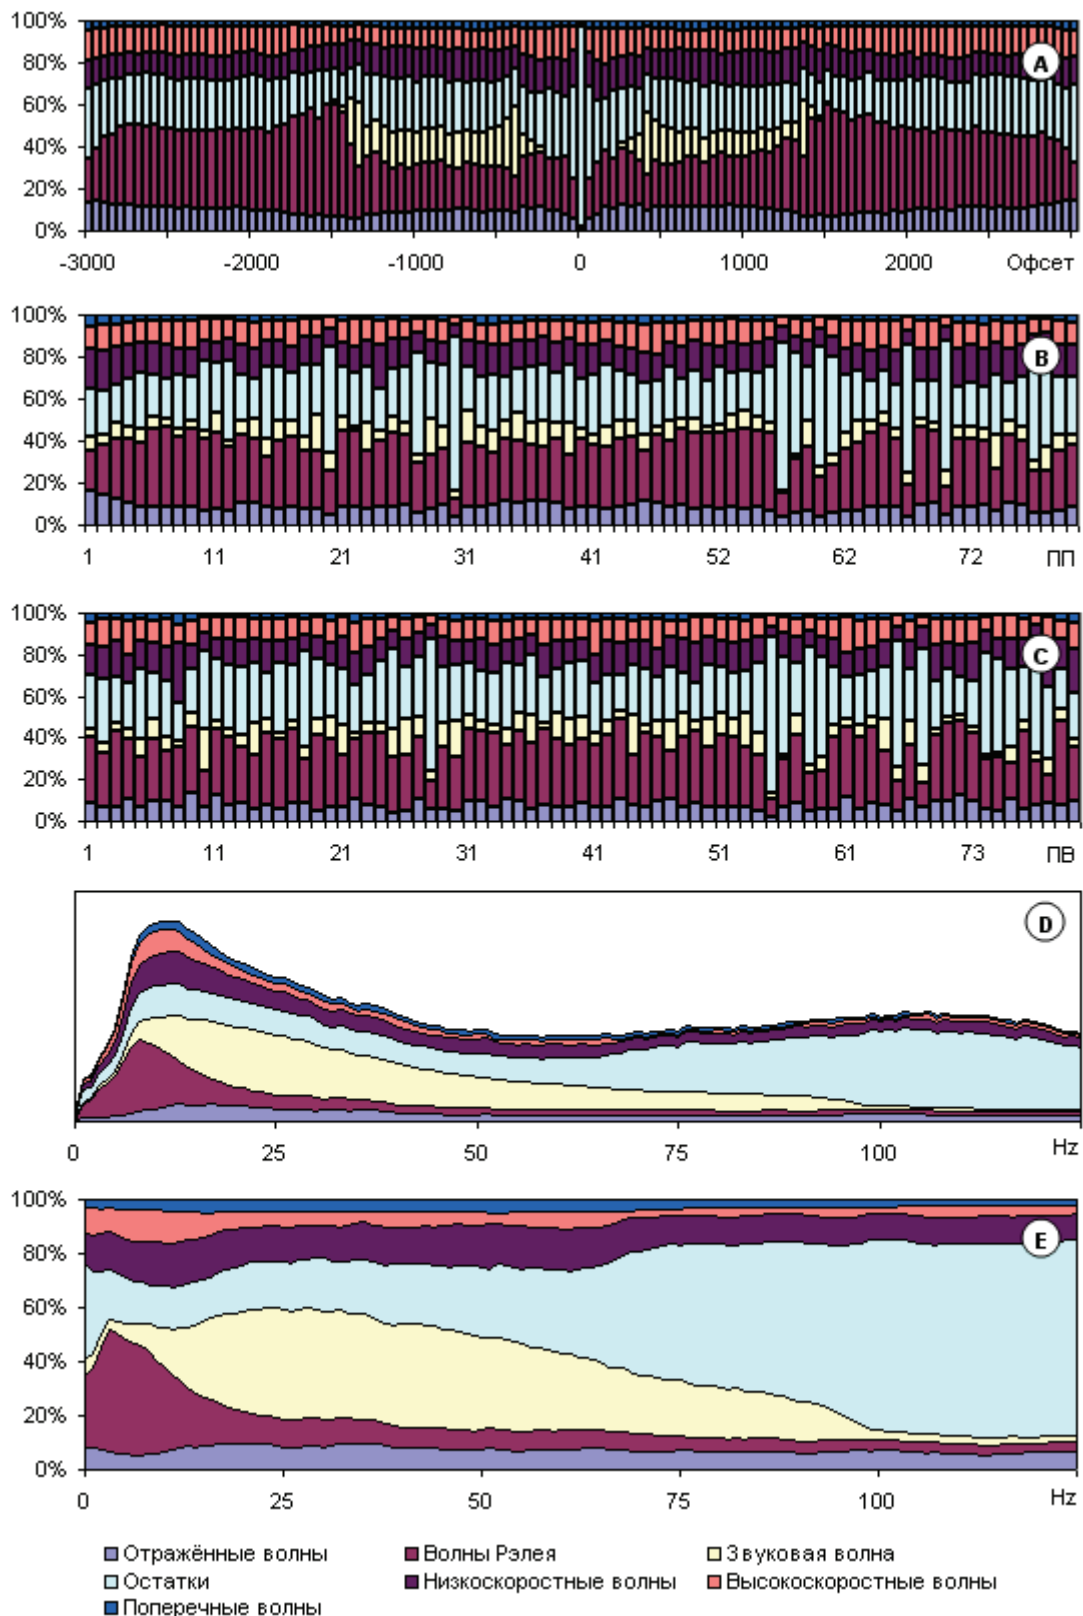 100%
80%
60%
40%
20%
0%
A
-3000 -2000 -1000 0 1000 2000 Офсет
100%
80%
60%
40%
20%
0%
B
1 11 21 31 41 52 62 72 ПП
100%
80%
60%
40%
20%
0%
C
1 11 21 31 41 51 61 73 ПВ
D
0 25 50 75 100 Hz
100%
80%
60%
40%
20%
0%
E
0 25 50 75 100 Hz
Отражённые волны Волны Рэлея Звуковая волна
Остатки Низкоскоростные волны Высокоскоростные волны
Поперечные волны